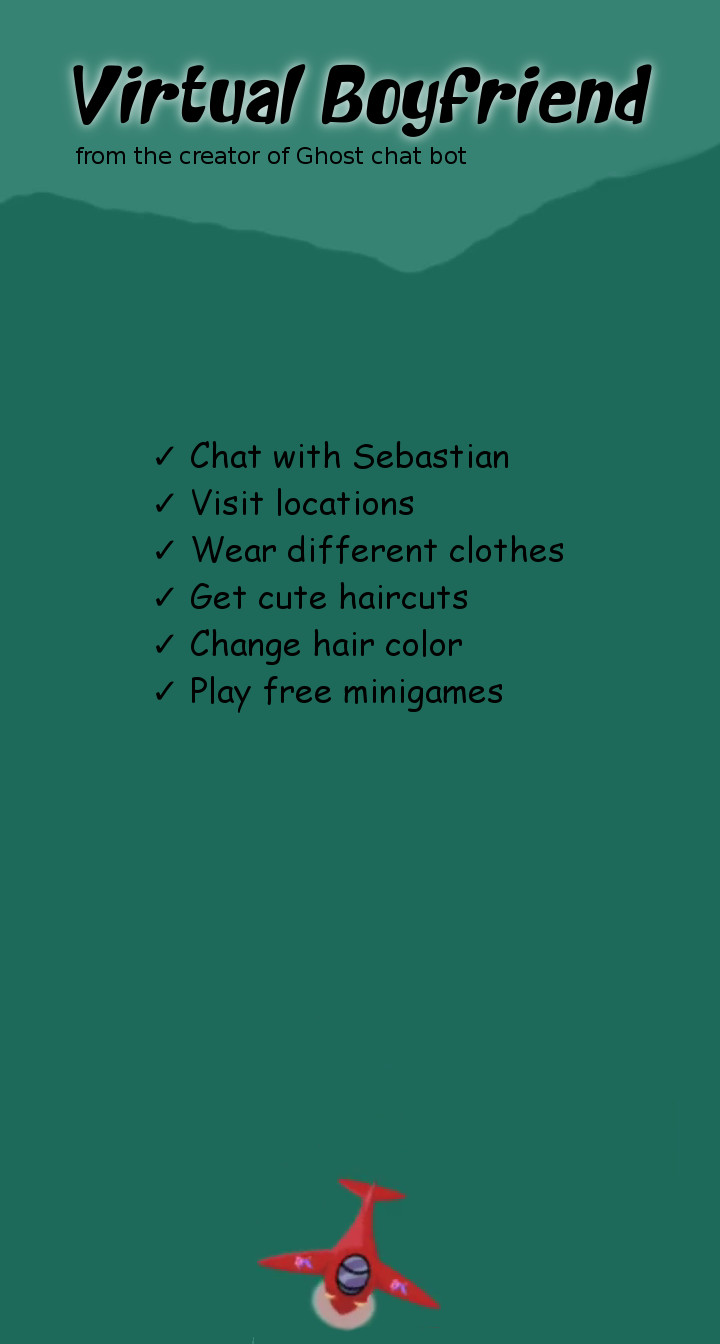 Virtual Boyfriend
from the creator of Ghost chat bot
✓ Chat with Sebastian
✓ Visit locations
✓ Wear different clothes
✓ Get cute haircuts
✓ Change hair color
✓ Play free minigames